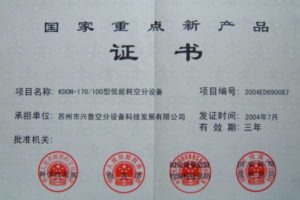 国家重点新产品
证书
项目名称：KDON-170/100型低能耗空分设备 项目编号：2004ED690087
承担单位：苏州市兴鲁空分设备科技发展有限公司 发证时间：2004年7月
批准机关： 有效期：三年